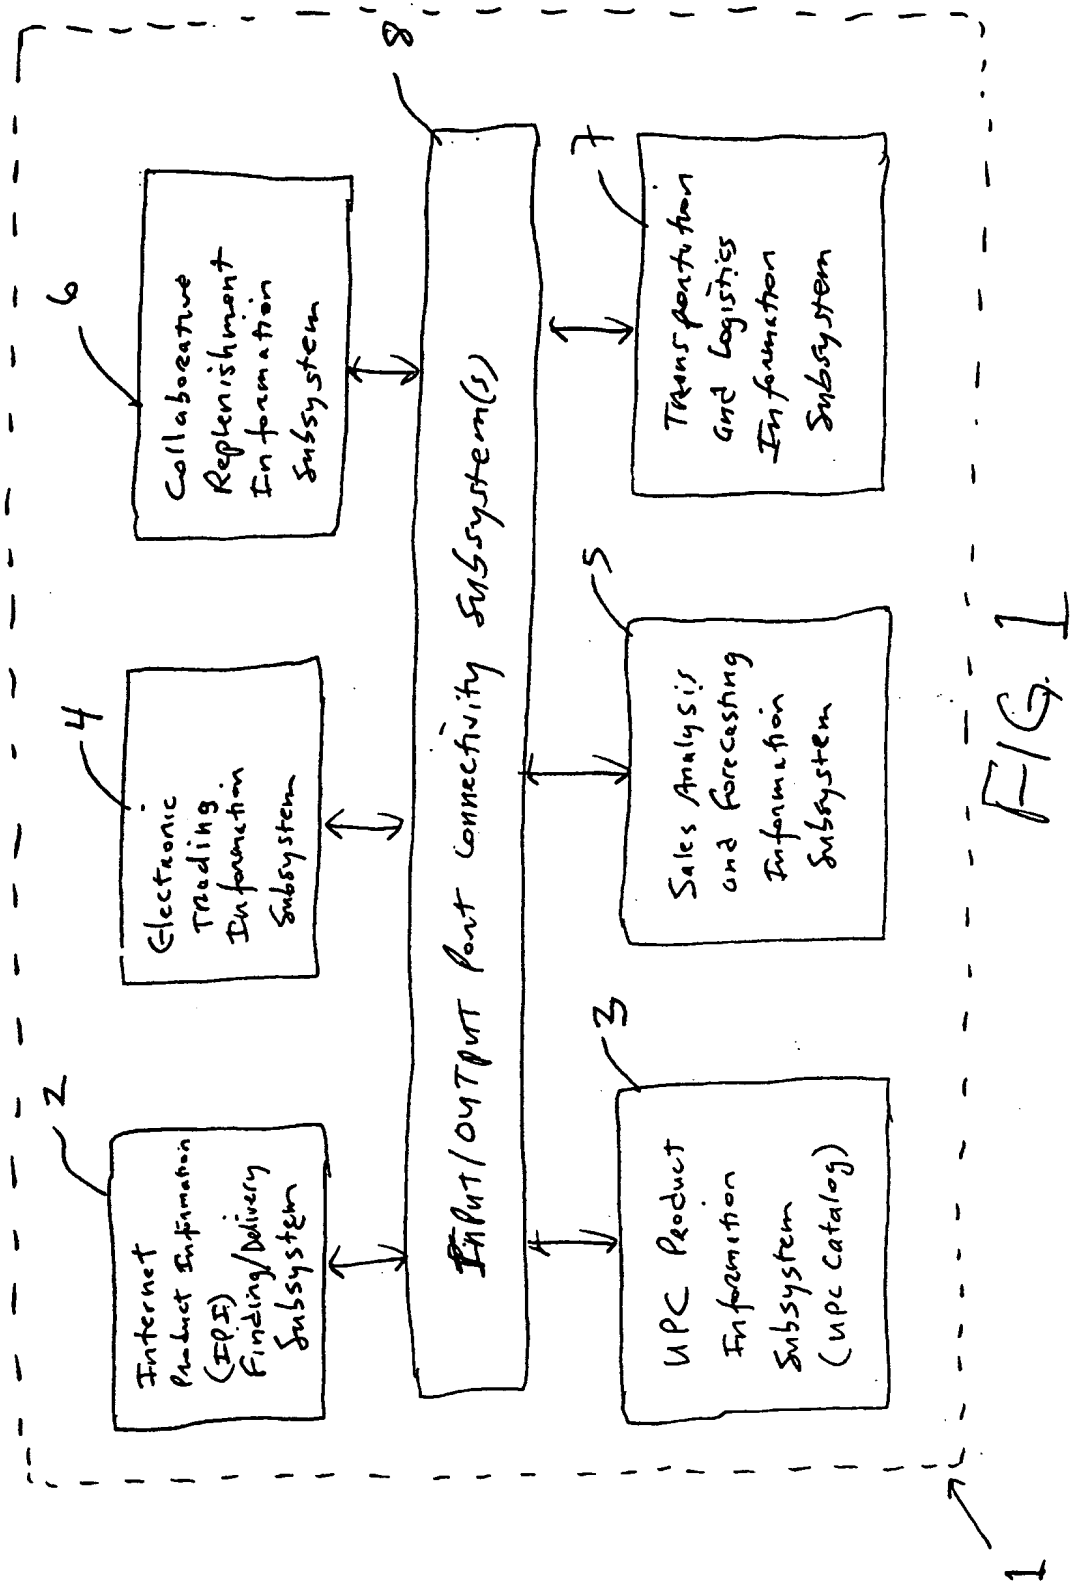 2
Internet
Product Information
(IPI)
Finding/Delivery
Subsystem
4
Electronic
Trading
Information
Subsystem
6
Collaborative
Replenishment
Information
Subsystem
8
Input/Output Port Connectivity Subsystem(s)
3
UPC Product
Information
Subsystem
(UPC Catalog)
5
Sales Analysis
and Forecasting
Information
Subsystem
7
Transportation
and Logistics
Information
Subsystem
1
FIG. 1